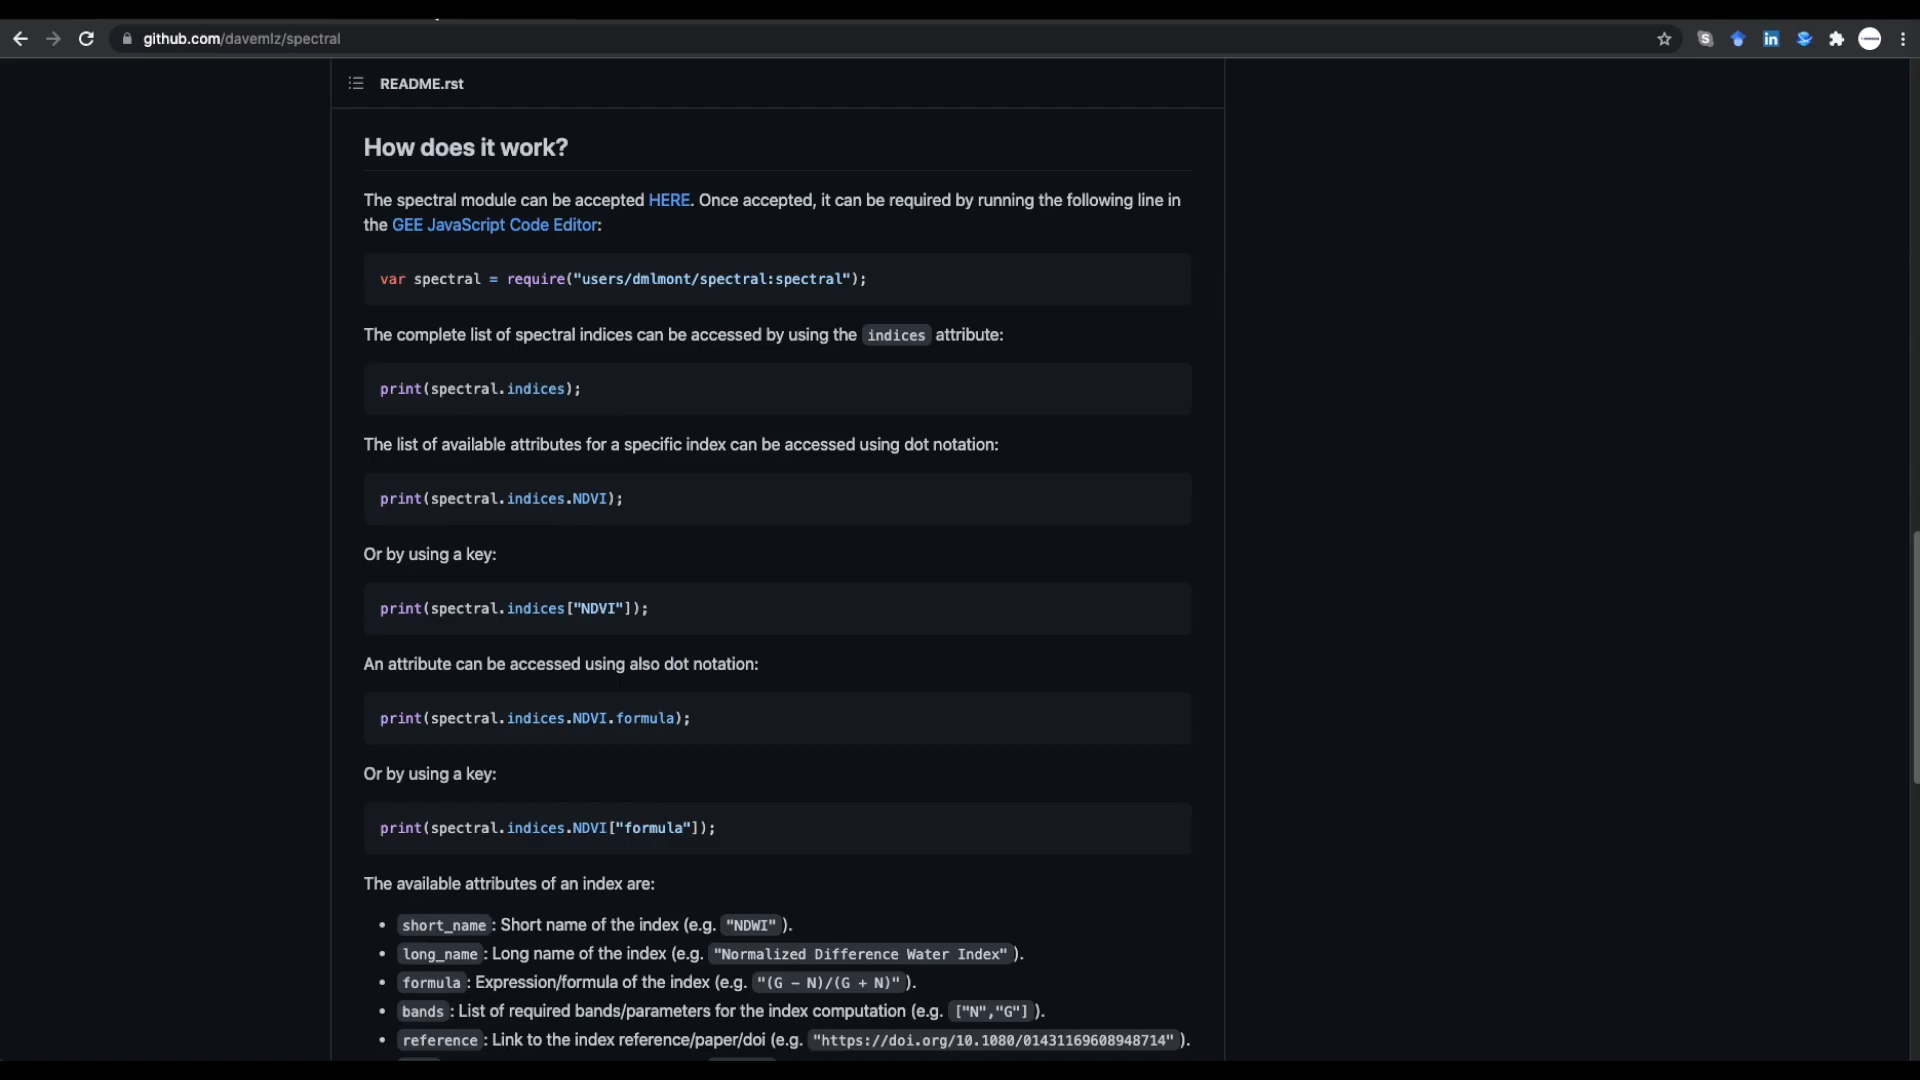 github.com/davemlz/spectral
README.rst
How does it work?
The spectral module can be accepted HERE. Once accepted, it can be required by running the following line in
the GEE JavaScript Code Editor:
var spectral = require("users/dmlmont/spectral:spectral");
The complete list of spectral indices can be accessed by using the indices attribute:
print(spectral.indices);
The list of available attributes for a specific index can be accessed using dot notation:
print(spectral.indices.NDVI);
Or by using a key:
print(spectral.indices["NDVI"]);
An attribute can be accessed using also dot notation:
print(spectral.indices.NDVI.formula);
Or by using a key:
print(spectral.indices.NDVI["formula"]);
The available attributes of an index are:
• short_name: Short name of the index (e.g. "NDWI").
• long_name: Long name of the index (e.g. "Normalized Difference Water Index").
• formula: Expression/formula of the index (e.g. "(G - N)/(G + N)").
• bands: List of required bands/parameters for the index computation (e.g. ["N","G"]).
• reference: Link to the index reference/paper/doi (e.g. "https://doi.org/10.1080/01431169608948714").